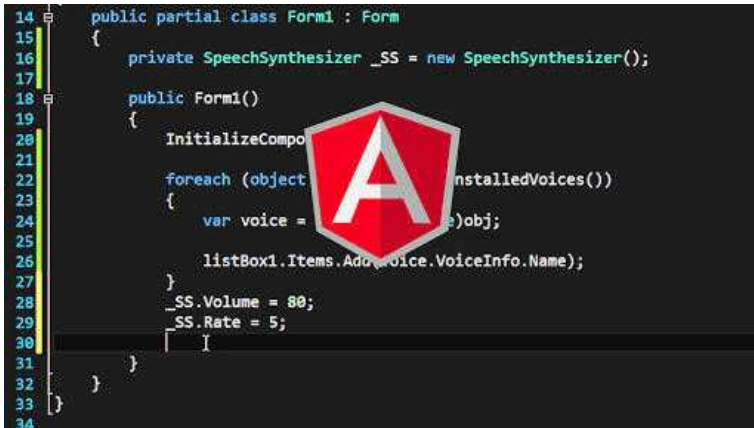 14 public partial class Form1 : Form
15 {
16 private SpeechSynthesizer _SS = new SpeechSynthesizer();
17
18 public Form1()
19 {
20 InitializeCompo
21
22 foreach (object nstalledVoices())
23 {
24 var voice = )obj;
25
26 listBox1.Items.Add(voice.VoiceInfo.Name);
27 }
28 _SS.Volume = 80;
29 _SS.Rate = 5;
30
31 }
32 }
33 }
34
A